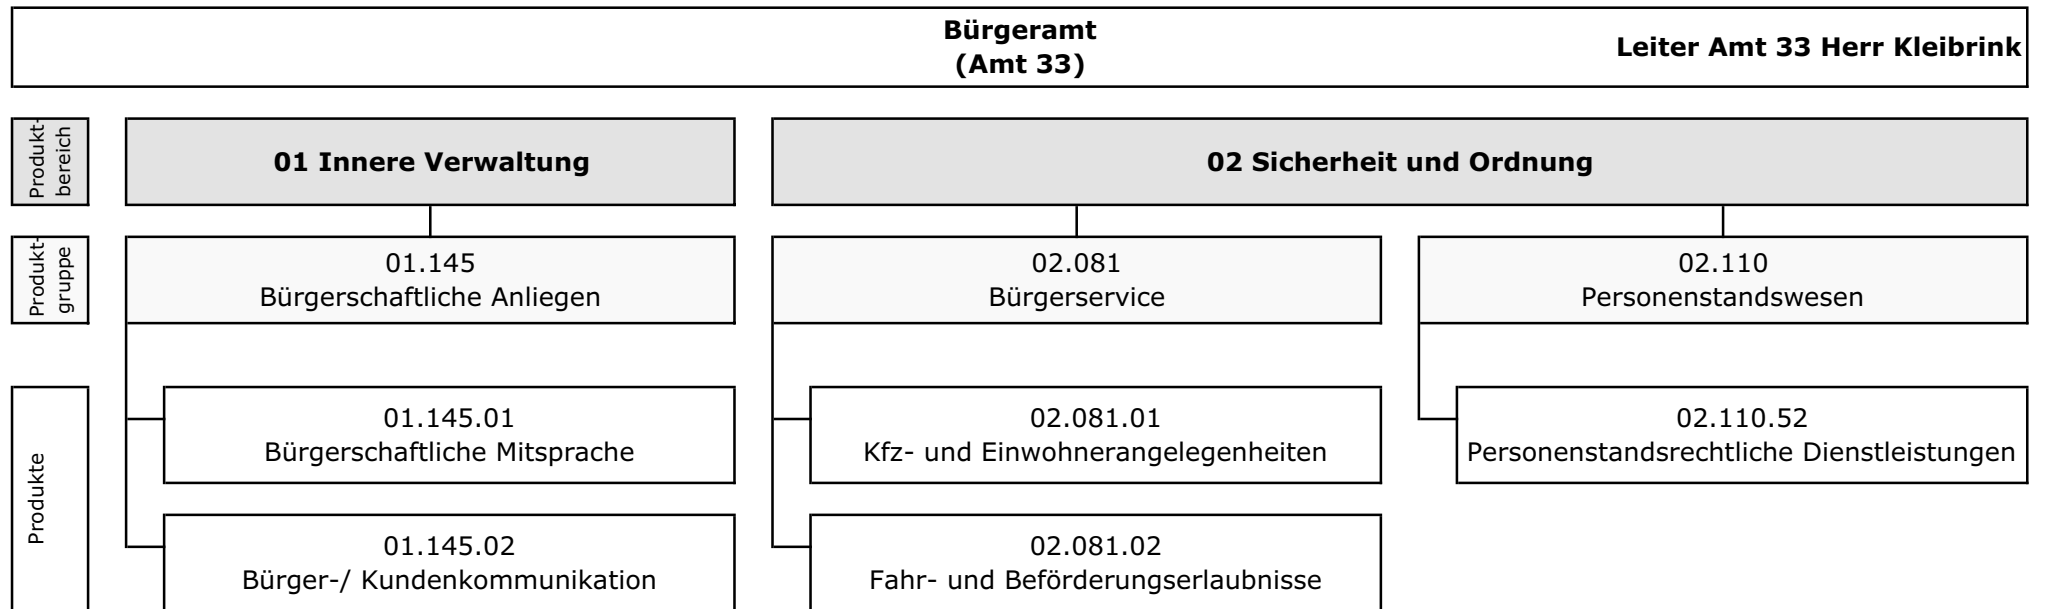 Bürgeramt
(Amt 33)
Leiter Amt 33 Herr Kleibrink
Produkt-
bereich
01 Innere Verwaltung
02 Sicherheit und Ordnung
Produkt-
gruppe
01.145
Bürgerschaftliche Anliegen
02.081
Bürgerservice
02.110
Personenstandswesen
Produkte
01.145.01
Bürgerschaftliche Mitsprache
02.081.01
Kfz- und Einwohnerangelegenheiten
02.110.52
Personenstandsrechtliche Dienstleistungen
01.145.02
Bürger-/ Kundenkommunikation
02.081.02
Fahr- und Beförderungserlaubnisse